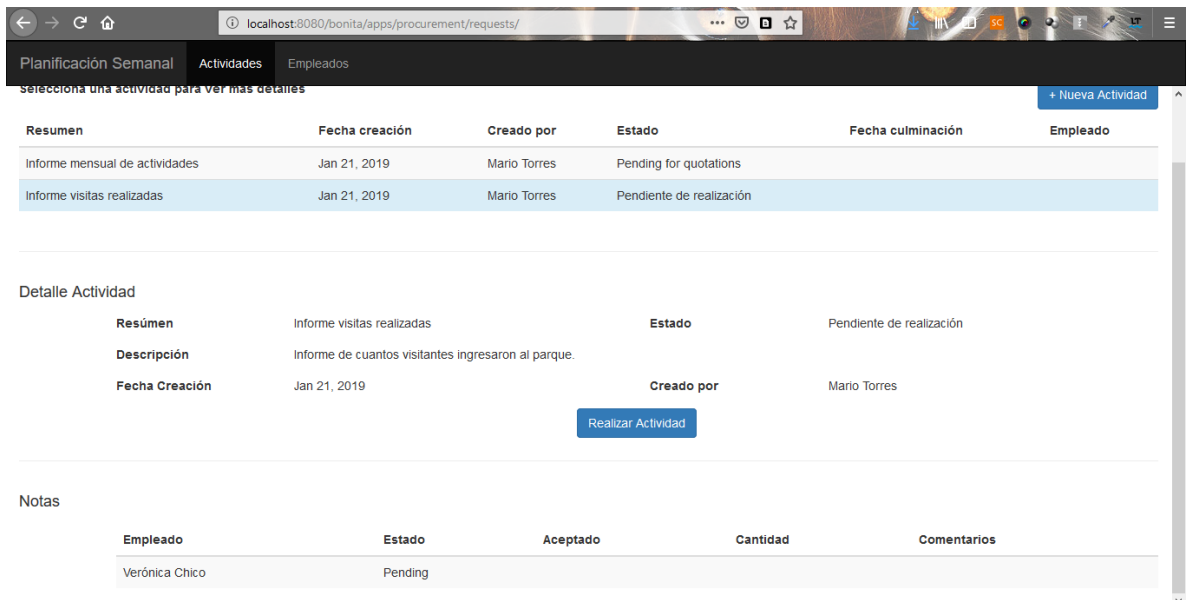 localhost:8080/bonita/apps/procurement/requests/
Planificación Semanal Actividades Empleados
Selecciona una actividad para ver más detalles + Nueva Actividad
Resumen Fecha creación Creado por Estado Fecha culminación Empleado
Informe mensual de actividades Jan 21, 2019 Mario Torres Pending for quotations
Informe visitas realizadas Jan 21, 2019 Mario Torres Pendiente de realización
Detalle Actividad
Resúmen Informe visitas realizadas Estado Pendiente de realización
Descripción Informe de cuantos visitantes ingresaron al parque.
Fecha Creación Jan 21, 2019 Creado por Mario Torres
Realizar Actividad
Notas
Empleado Estado Aceptado Cantidad Comentarios
Verónica Chico Pending